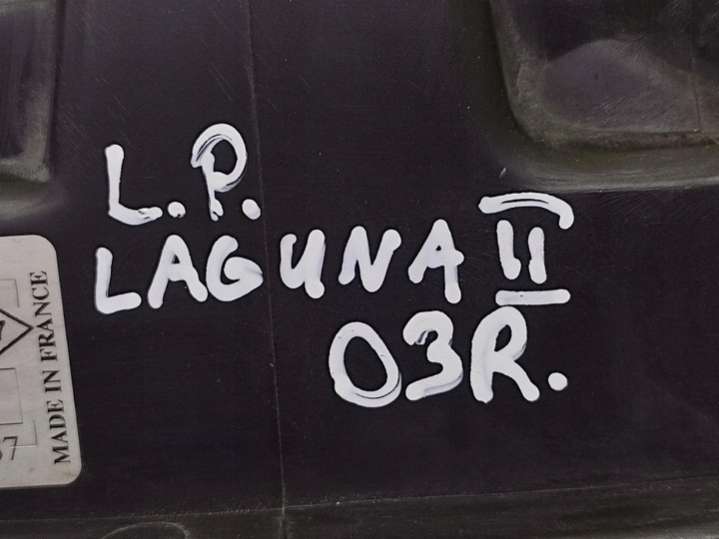 L.P.
LAGUNA II
03R.
MADE IN FRANCE